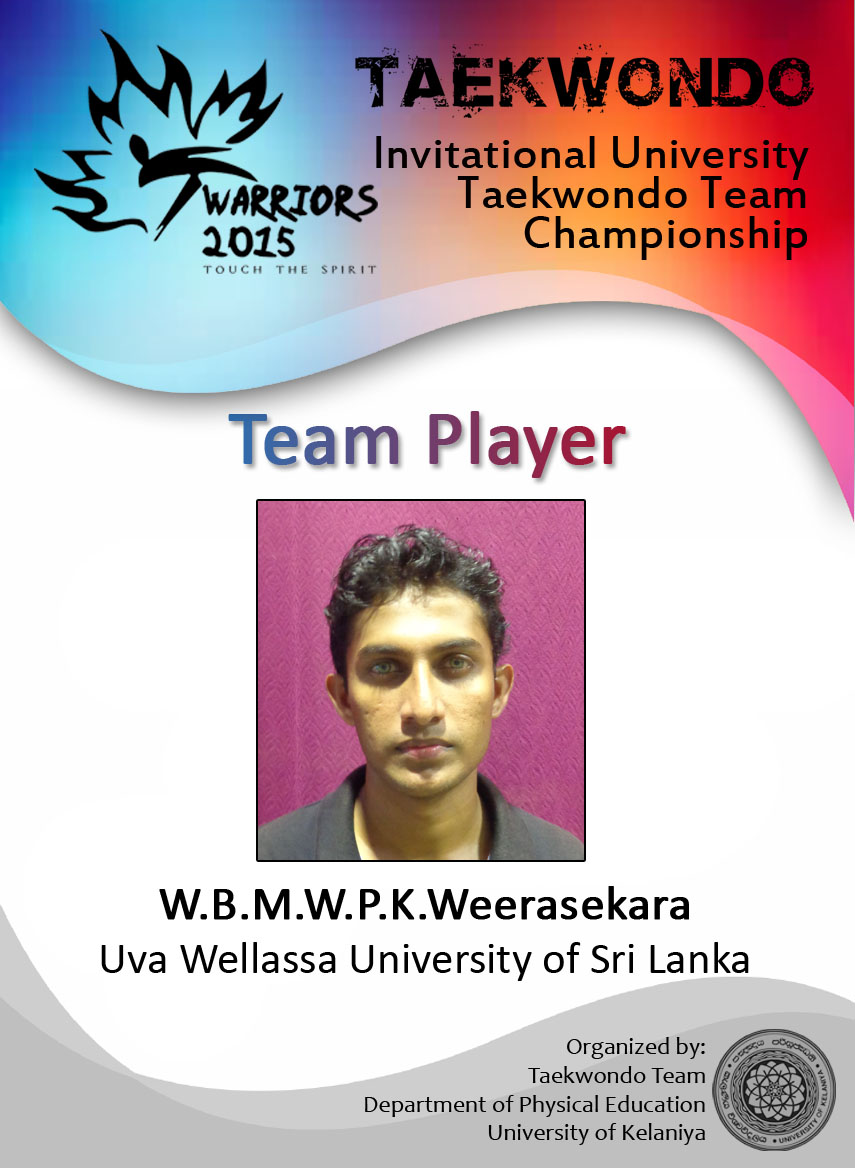 TAEKWONDO
Invitational University
Taekwondo Team
Championship
WARRIORS
2015
TOUCH THE SPIRIT
Team Player
W.B.M.W.P.K.Weerasekara
Uva Wellassa University of Sri Lanka
Organized by:
Taekwondo Team
Department of Physical Education
University of Kelaniya
UNIVERSITY OF KELANIYA